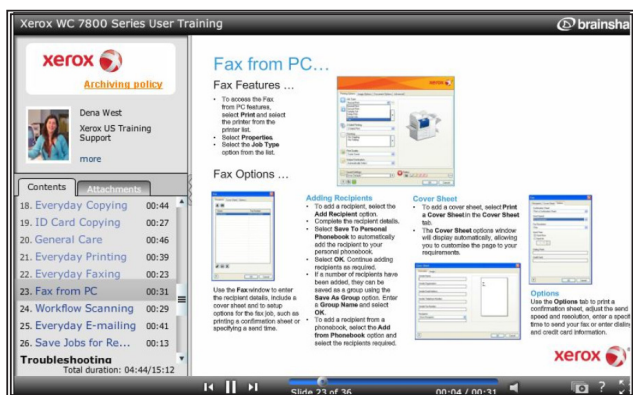 Xerox WC 7800 Series User Training
brainsha
xerox
Archiving policy
Dena West
Xerox US Training
Support
more
Contents
Attachments
18. Everyday Copying 00:44
19. ID Card Copying 00:27
20. General Care 00:46
21. Everyday Printing 00:39
22. Everyday Faxing 00:23
23. Fax from PC 00:31
24. Workflow Scanning 00:29
25. Everyday E-mailing 00:41
26. Save Jobs for Re... 00:13
Troubleshooting
Total duration: 04:44/15:12
Fax from PC...
Fax Features ...
• To access the Fax
from PC features,
select Print and select
the printer from the
printer list.
• Select Properties.
• Select the Job Type
option from the list.
Fax Options ...
Use the Fax window to enter
the recipient details, include a
cover sheet and to setup
options for the fax job, such as
printing a confirmation sheet or
specifying a send time.
Adding Recipients
• To add a recipient, select the
Add Recipient option.
• Complete the recipient details.
• Select Save To Personal
Phonebook to automatically
add the recipient to your
personal phonebook.
• Select OK. Continue adding
recipients as required.
• If a number of recipients have
been added, they can be
saved as a group using the
Save As Group option. Enter
a Group Name and select
OK.
• To add a recipient from a
phonebook, select the Add
from Phonebook option and
select the recipients required.
Cover Sheet
• To add a cover sheet, select Print
a Cover Sheet in the Cover Sheet
tab.
• The Cover Sheet options window
will display automatically, allowing
you to customize the page to your
requirements.
Options
Use the Options tab to print a
confirmation sheet, adjust the send
speed and resolution, enter a specif
time to send your fax or enter dialing
and credit card information.
xerox
Slide 23 of 36
00:04 / 00:31
?